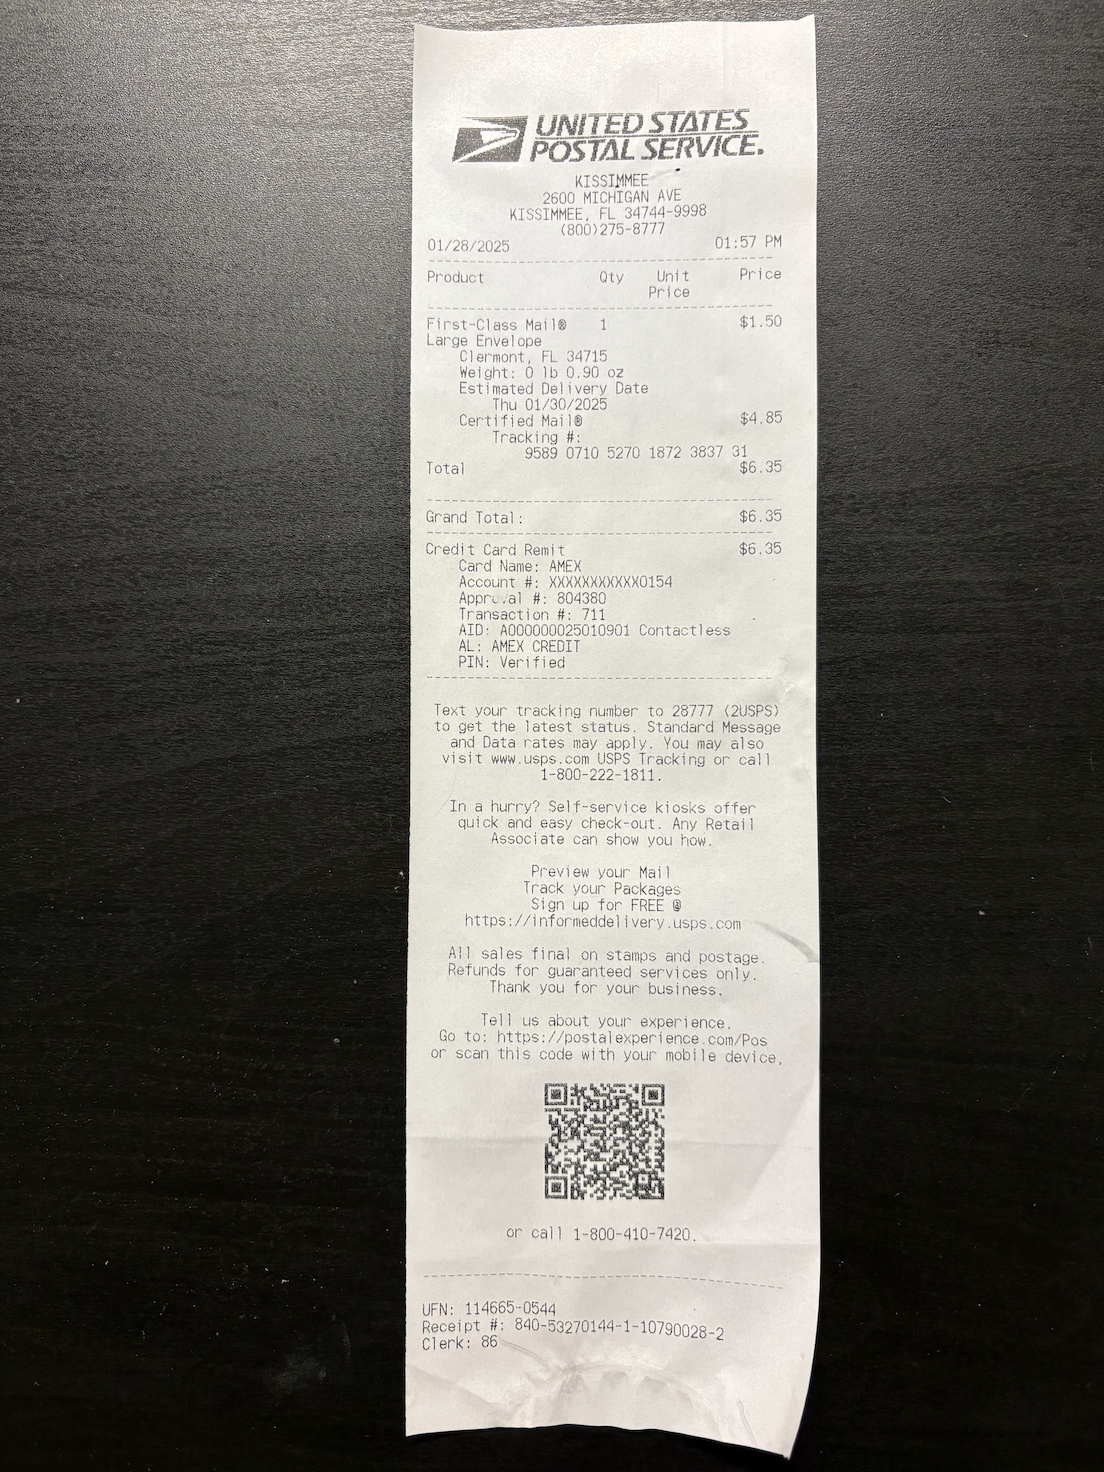 UNITED STATES
POSTAL SERVICE.
KISSIMMEE
2600 MICHIGAN AVE
KISSIMMEE, FL 34744-9998
(800)275-8777
01/28/2025 01:57 PM
Product Qty Unit Price
Price
First-Class Mail® 1 $1.50
Large Envelope
Clermont, FL 34715
Weight: 0 lb 0.90 oz
Estimated Delivery Date
Thu 01/30/2025
Certified Mail® $4.85
Tracking #:
9589 0710 5270 1872 3837 31
Total $6.35
Grand Total: $6.35
Credit Card Remit $6.35
Card Name: AMEX
Account #: XXXXXXXXXXX0154
Approval #: 804380
Transaction #: 711
AID: A000000025010901 Contactless
AL: AMEX CREDIT
PIN: Verified
Text your tracking number to 28777 (2USPS)
to get the latest status. Standard Message
and Data rates may apply. You may also
visit www.usps.com USPS Tracking or call
1-800-222-1811.
In a hurry? Self-service kiosks offer
quick and easy check-out. Any Retail
Associate can show you how.
Preview your Mail
Track your Packages
Sign up for FREE @
https://informeddelivery.usps.com
All sales final on stamps and postage.
Refunds for guaranteed services only.
Thank you for your business.
Tell us about your experience.
Go to: https://postalexperience.com/Pos
or scan this code with your mobile device,
or call 1-800-410-7420.
UFN: 114665-0544
Receipt #: 840-53270144-1-10790028-2
Clerk: 86